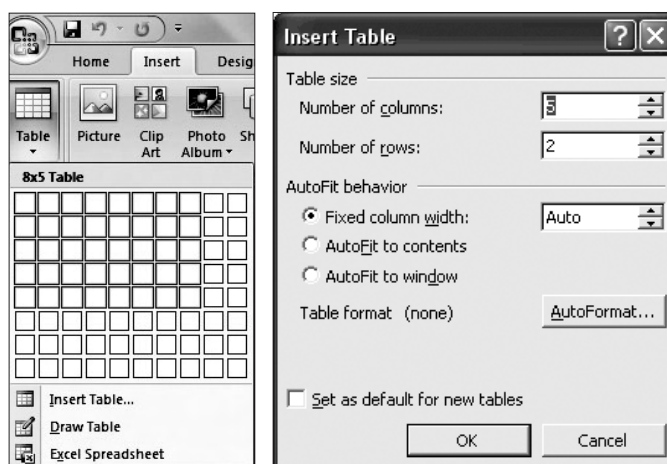 Home Insert Desig
Table Picture Clip Art Photo Album Sh
8x5 Table
Insert Table...
Draw Table
Excel Spreadsheet
Insert Table
Table size
Number of columns: 5
Number of rows: 2
AutoFit behavior
Fixed column width: Auto
AutoFit to contents
AutoFit to window
Table format (none) AutoFormat...
Set as default for new tables
OK Cancel